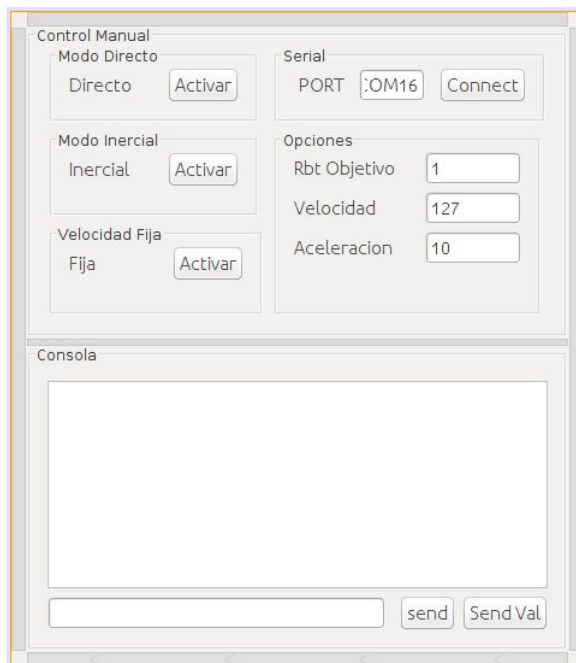 Control Manual
Modo Directo
Directo Activar
Serial
PORT COM16 Connect
Modo Inercial
Inercial Activar
Opciones
Rbt Objetivo 1
Velocidad 127
Aceleracion 10
Velocidad Fija
Fija Activar
Consola
send Send Val